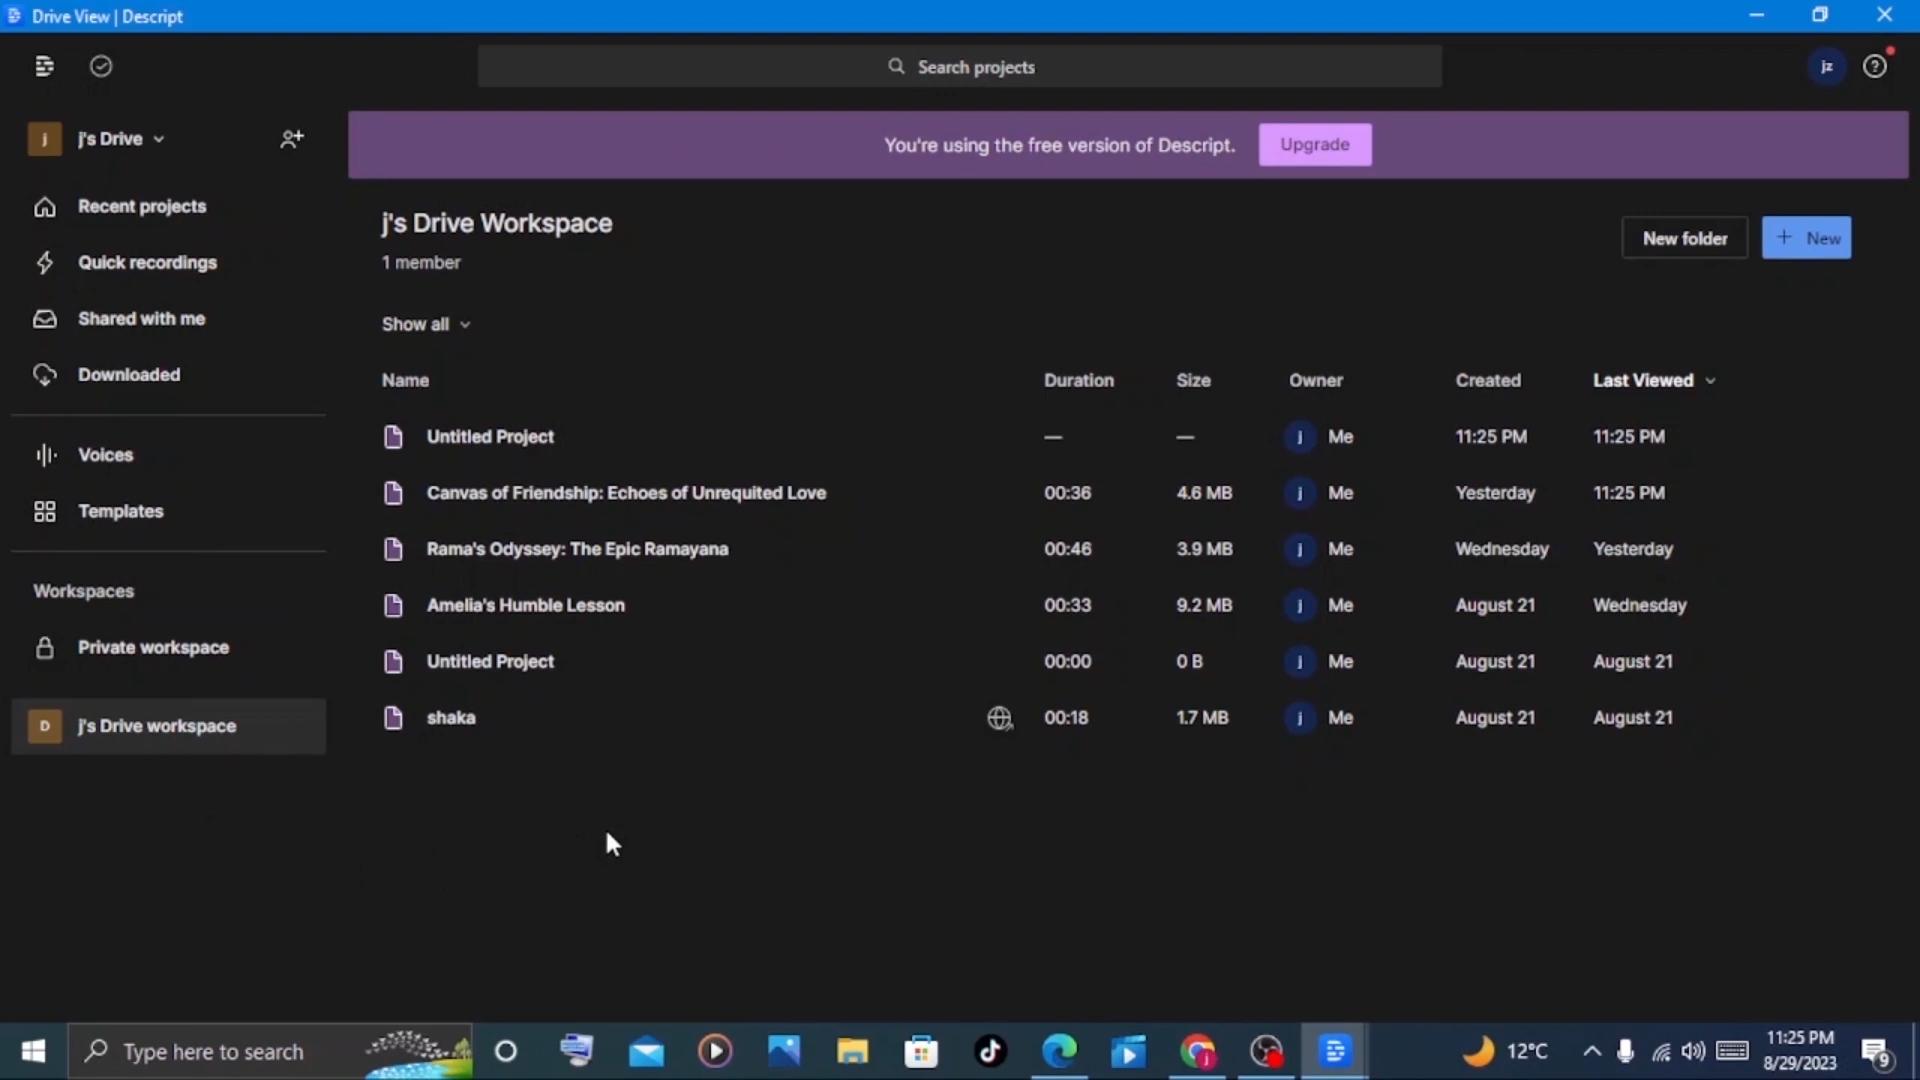 Drive View | Descript
Search projects
jz
j j's Drive
You're using the free version of Descript. Upgrade
Recent projects
Quick recordings
Shared with me
Downloaded
Voices
Templates
Workspaces
Private workspace
D j's Drive workspace
j's Drive Workspace
1 member
New folder
+ New
Show all
Name Duration Size Owner Created Last Viewed
Untitled Project — — j Me 11:25 PM 11:25 PM
Canvas of Friendship: Echoes of Unrequited Love 00:36 4.6 MB j Me Yesterday 11:25 PM
Rama's Odyssey: The Epic Ramayana 00:46 3.9 MB j Me Wednesday Yesterday
Amelia's Humble Lesson 00:33 9.2 MB j Me August 21 Wednesday
Untitled Project 00:00 0 B j Me August 21 August 21
shaka 00:18 1.7 MB j Me August 21 August 21
Type here to search
12°C
11:25 PM
8/29/2023
9